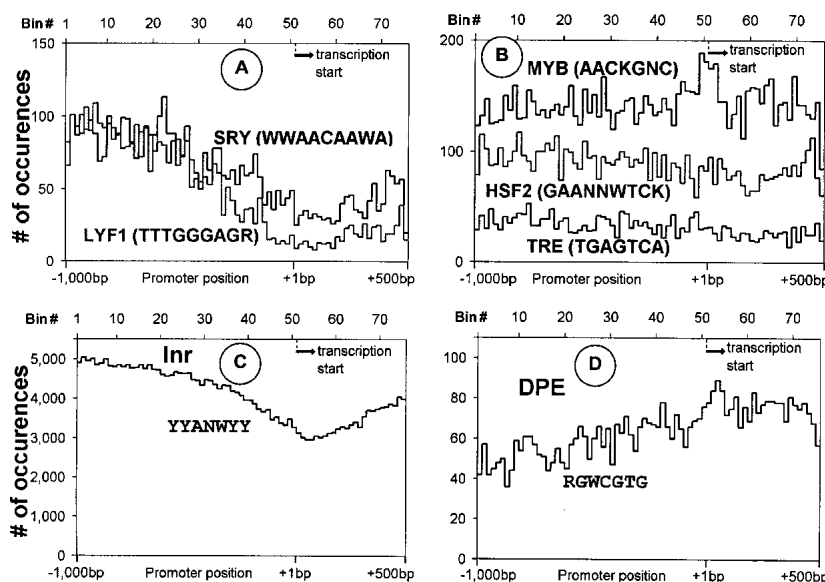 Bin# 1 10 20 30 40 50 60 70
150
100
50
0
# of occurences
A
transcription
start
SRY (WWAACAAWA)
LYF1 (TTTGGGAGR)
-1,000bp Promoter position +1bp +500bp
Bin# 1 10 20 30 40 50 60 70
200
100
0
B
transcription
start
MYB (AACKGNC)
HSF2 (GAANNWTCK)
TRE (TGAGTCA)
-1,000bp Promoter position +1bp +500bp
Bin# 1 10 20 30 40 50 60 70
5,000
4,000
3,000
2,000
1,000
0
# of occurences
Inr
C
transcription
start
YYANWYY
-1,000bp Promoter position +1bp +500bp
Bin# 1 10 20 30 40 50 60 70
100
80
60
40
20
0
D
transcription
start
DPE
RGWCGTG
-1,000bp Promoter position +1bp +500bp